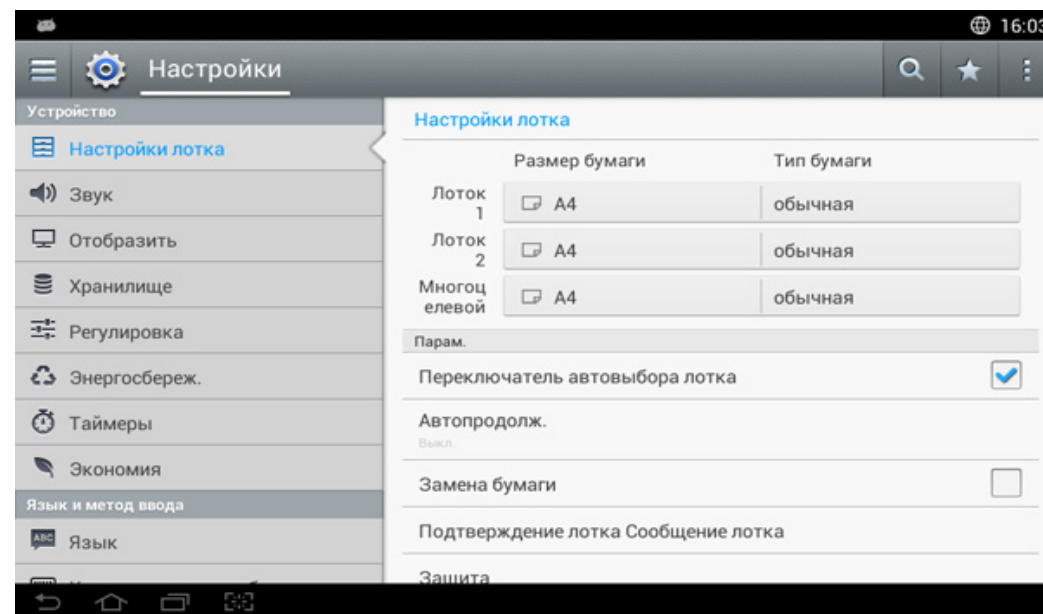 16:03
Настройки
Устройство
Настройки лотка
Звук
Отобразить
Хранилище
Регулировка
Энергосбереж.
Таймеры
Экономия
Язык и метод ввода
ABC
Язык
Настройки лотка
Размер бумаги Тип бумаги
Лоток
1
A4 обычная
Лоток
2
A4 обычная
Многоц
елевой
A4 обычная
Парам.
Переключатель автовыбора лотка
Автопродолж.
Выкл.
Замена бумаги
Подтверждение лотка Сообщение лотка
Защита